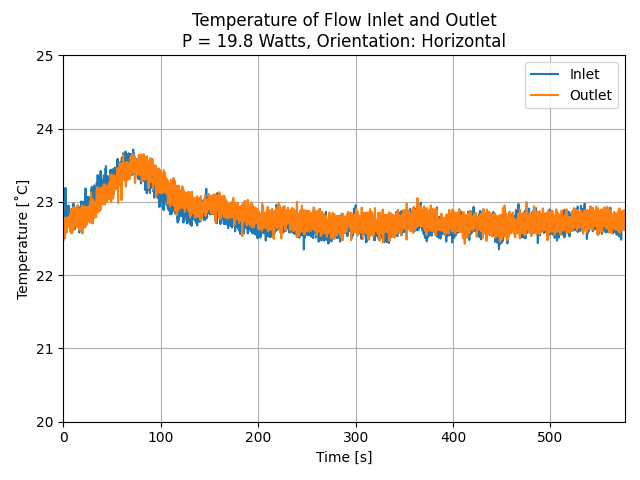 Temperature of Flow Inlet and Outlet
P = 19.8 Watts, Orientation: Horizontal
Inlet
Outlet
Temperature [˚C]
25
24
23
22
21
20
0 100 200 300 400 500
Time [s]